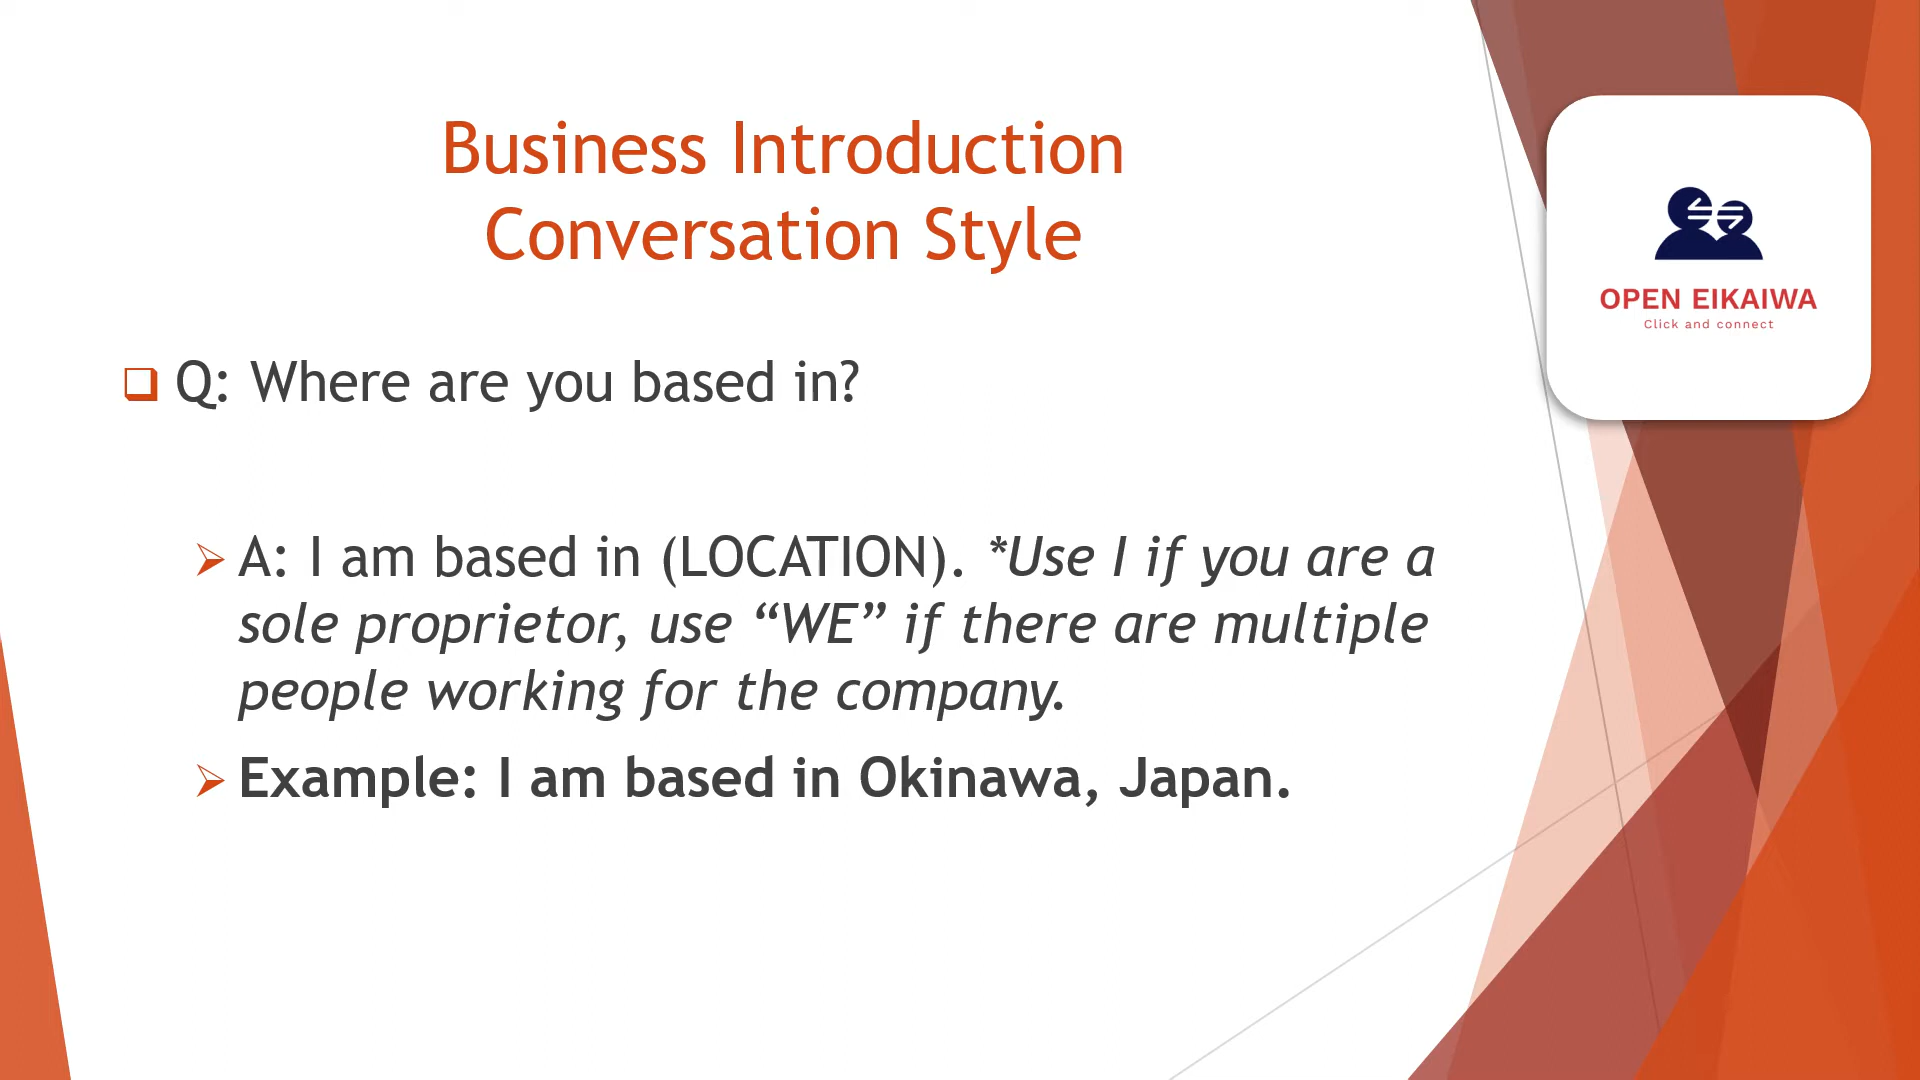 Business Introduction
Conversation Style
OPEN EIKAIWA
Click and connect
Q: Where are you based in?
A: I am based in (LOCATION). *Use I if you are a
sole proprietor, use “WE” if there are multiple
people working for the company.
Example: I am based in Okinawa, Japan.